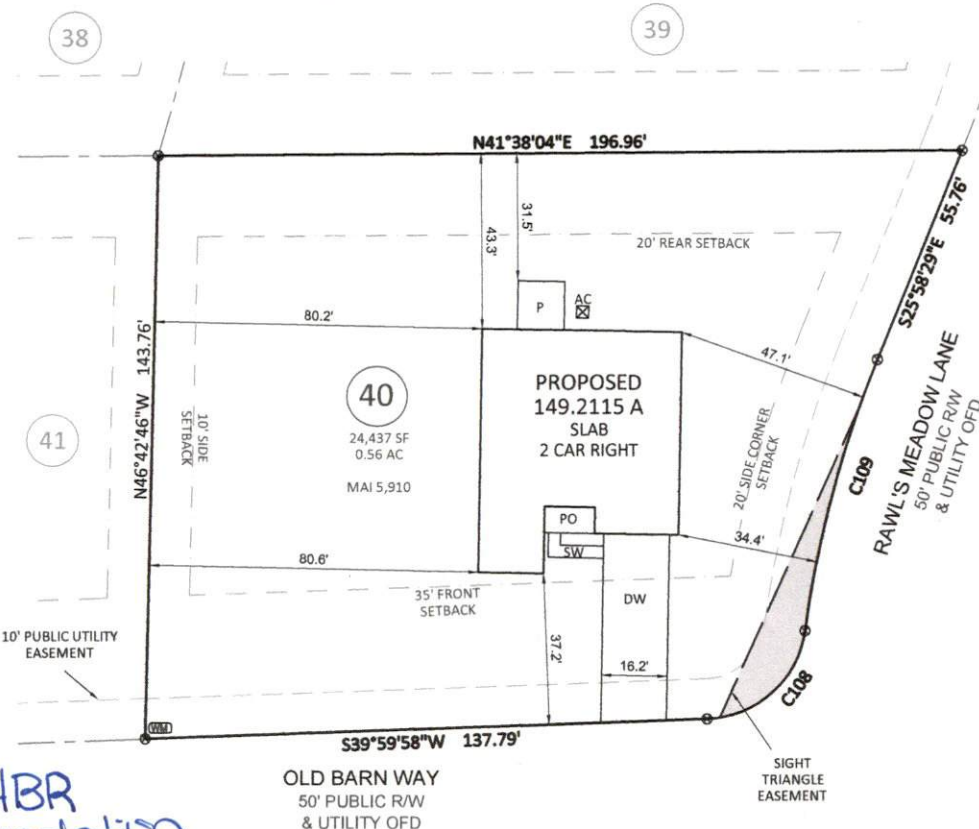 38
39
N41°38'04"E 196.96'
31.5'
43.3'
20' REAR SETBACK
S25°58'29"E 55.76'
P
AC
80.2'
47.1'
N46°42'46"W 143.76'
10' SIDE
SETBACK
40
24,437 SF
0.56 AC
MAI 5,910
PROPOSED
149.2115 A
SLAB
2 CAR RIGHT
41
20' SIDE CORNER
SETBACK
C109
RAWL'S MEADOW LANE
50' PUBLIC R/W
& UTILITY OFD
PO
SW
34.4'
80.6'
35' FRONT
SETBACK
DW
10' PUBLIC UTILITY
EASEMENT
37.2'
16.2'
C108
WM
S39°59'58"W 137.79'
SIGHT
TRIANGLE
EASEMENT
OLD BARN WAY
50' PUBLIC R/W
& UTILITY OFD